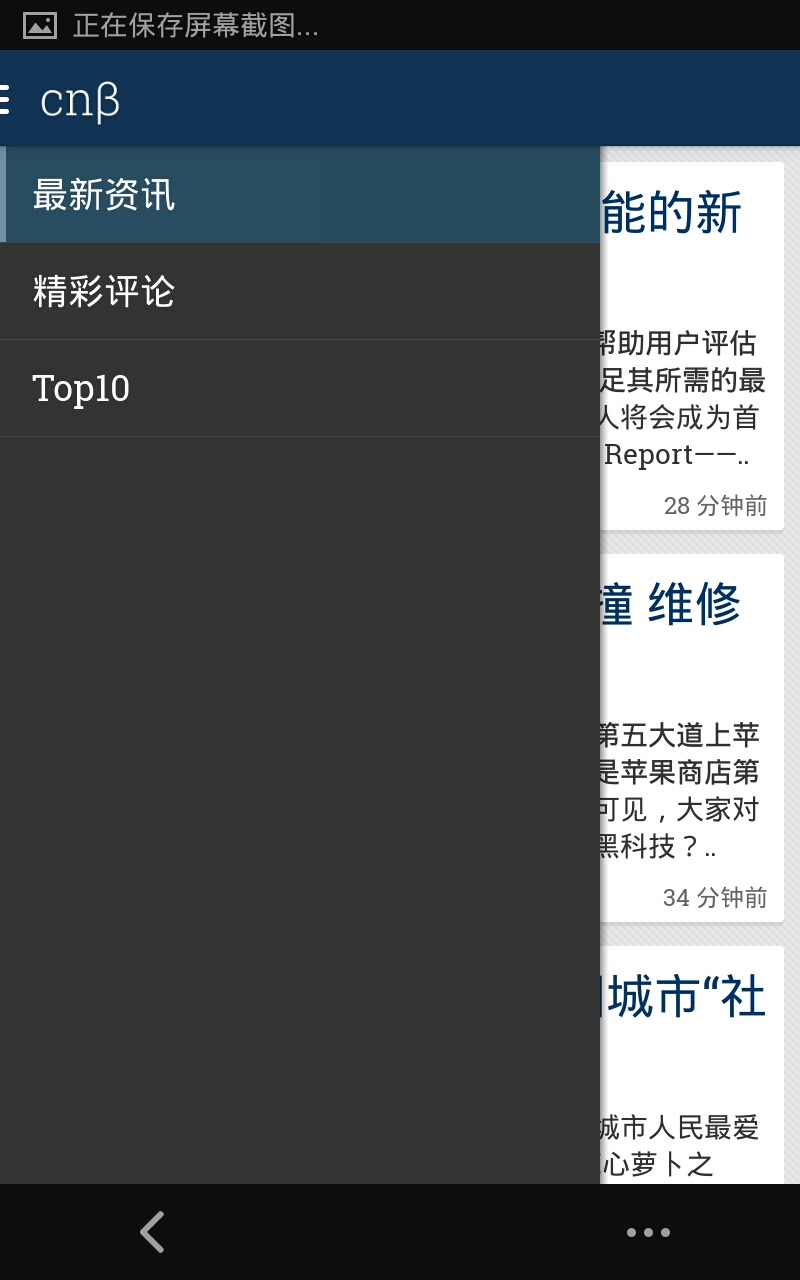 正在保存屏幕截图...
cnβ
最新资讯
精彩评论
Top10
能的新
帮助用户评估
足其所需的最
人将会成为首
Report——..
28 分钟前
撞 维修
第五大道上苹
是苹果商店第
可见，大家对
黑科技？..
34 分钟前
城市“社
城市人民最爱
心萝卜之